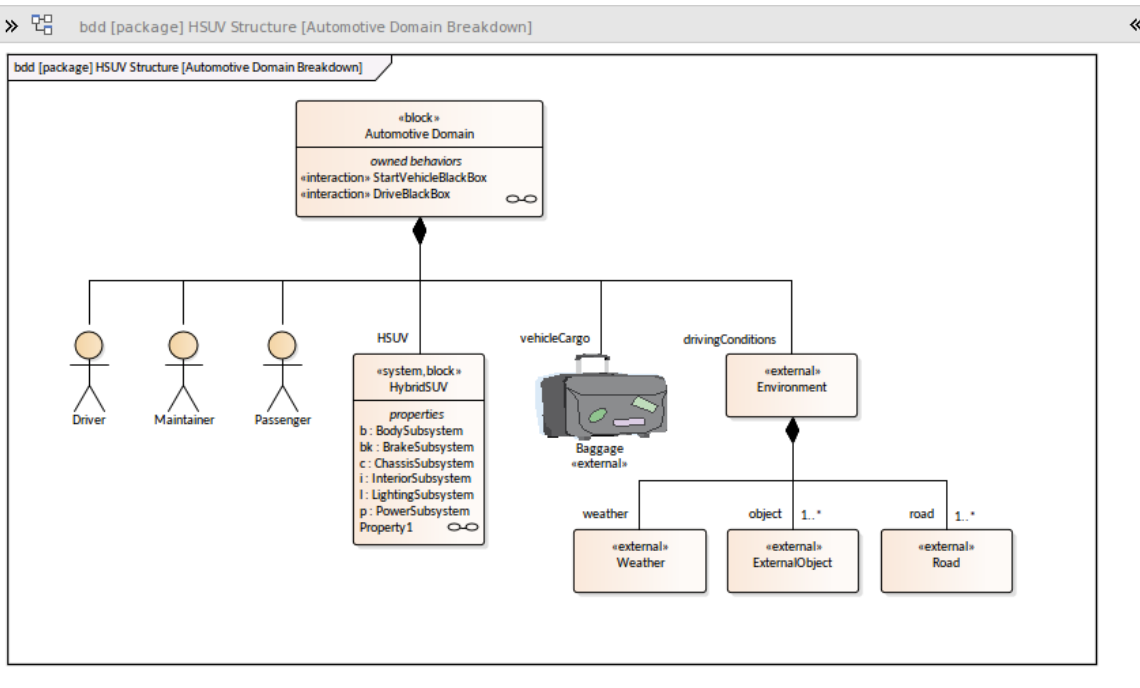 bdd [package] HSUV Structure [Automotive Domain Breakdown]
bdd [package] HSUV Structure [Automotive Domain Breakdown]
«block»
Automotive Domain
owned behaviors
«interaction» StartVehicleBlackBox
«interaction» DriveBlackBox
Driver
Maintainer
Passenger
HSUV
«system,block»
HybridSUV
properties
b : BodySubsystem
bk : BrakeSubsystem
c : ChassisSubsystem
i : InteriorSubsystem
l : LightingSubsystem
p : PowerSubsystem
Property1
vehicleCargo
Baggage
«external»
drivingConditions
«external»
Environment
weather
«external»
Weather
object
1..*
«external»
ExternalObject
road
1..*
«external»
Road